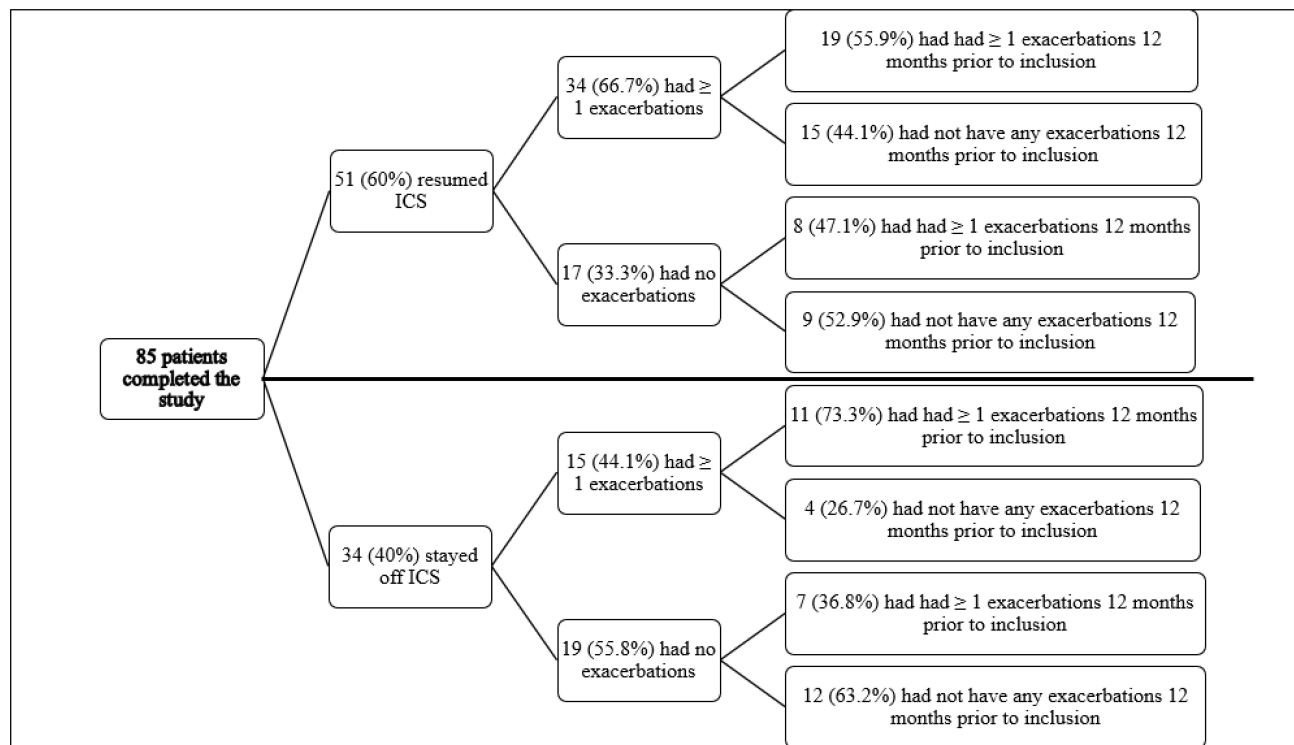 85 patients
completed the
study
51 (60%) resumed
ICS
34 (66.7%) had ≥
1 exacerbations
19 (55.9%) had had ≥ 1 exacerbations 12
months prior to inclusion
15 (44.1%) had not have any exacerbations 12
months prior to inclusion
17 (33.3%) had no
exacerbations
8 (47.1%) had had ≥ 1 exacerbations 12 months
prior to inclusion
9 (52.9%) had not have any exacerbations 12
months prior to inclusion
34 (40%) stayed
off ICS
15 (44.1%) had ≥
1 exacerbations
11 (73.3%) had had ≥ 1 exacerbations 12 months
prior to inclusion
4 (26.7%) had not have any exacerbations 12
months prior to inclusion
19 (55.8%) had no
exacerbations
7 (36.8%) had had ≥ 1 exacerbations 12 months
prior to inclusion
12 (63.2%) had not have any exacerbations 12
months prior to inclusion